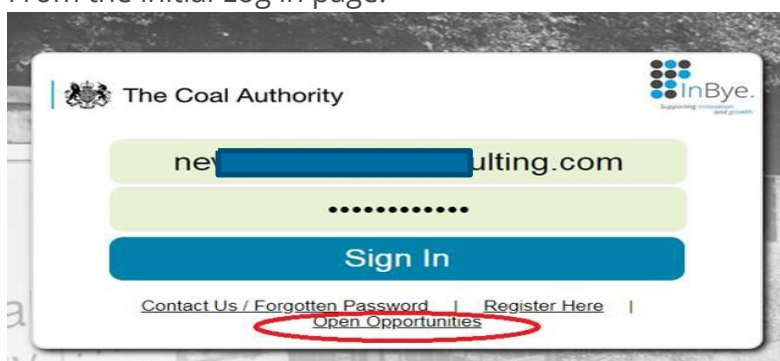 From the initial Log in page.
The Coal Authority
InBye.
Supporting innovation
and growth
ne
ulting.com
••••••••••••
Sign In
Contact Us / Forgotten Password | Register Here |
Open Opportunities